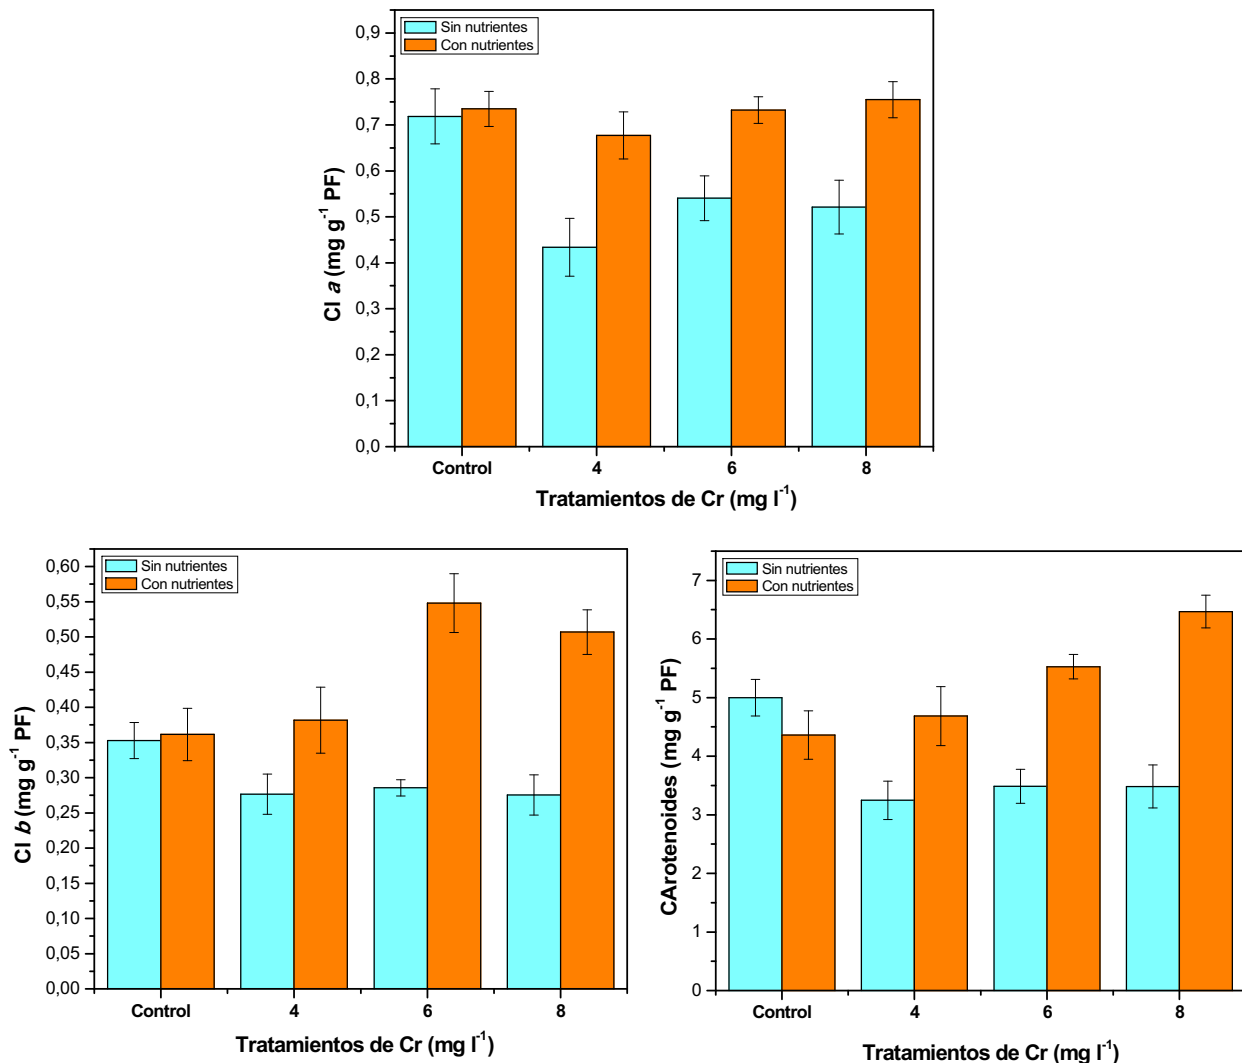 Sin nutrientes
Con nutrientes
0,9
0,8
0,7
0,6
0,5
0,4
0,3
0,2
0,1
0,0
Cl a (mg g⁻¹ PF)
Control 4 6 8
Tratamientos de Cr (mg l⁻¹)
Sin nutrientes
Con nutrientes
0,60
0,55
0,50
0,45
0,40
0,35
0,30
0,25
0,20
0,15
0,10
0,05
0,00
Cl b (mg g⁻¹ PF)
Control 4 6 8
Tratamientos de Cr (mg l⁻¹)
Sin nutrientes
Con nutrientes
7
6
5
4
3
2
1
0
CArotenoides (mg g⁻¹ PF)
Control 4 6 8
Tratamientos de Cr (mg l⁻¹)